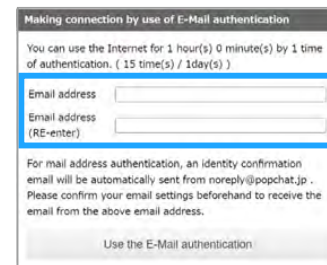 Making connection by use of E-Mail authentication
You can use the Internet for 1 hour(s) 0 minute(s) by 1 time
of authentication. ( 15 time(s) / 1day(s) )
Email address
Email address
(RE-enter)
For mail address authentication, an identity confirmation
email will be automatically sent from noreply@popchat.jp .
Please confirm your email settings beforehand to receive the
email from the above email address.
Use the E-Mail authentication